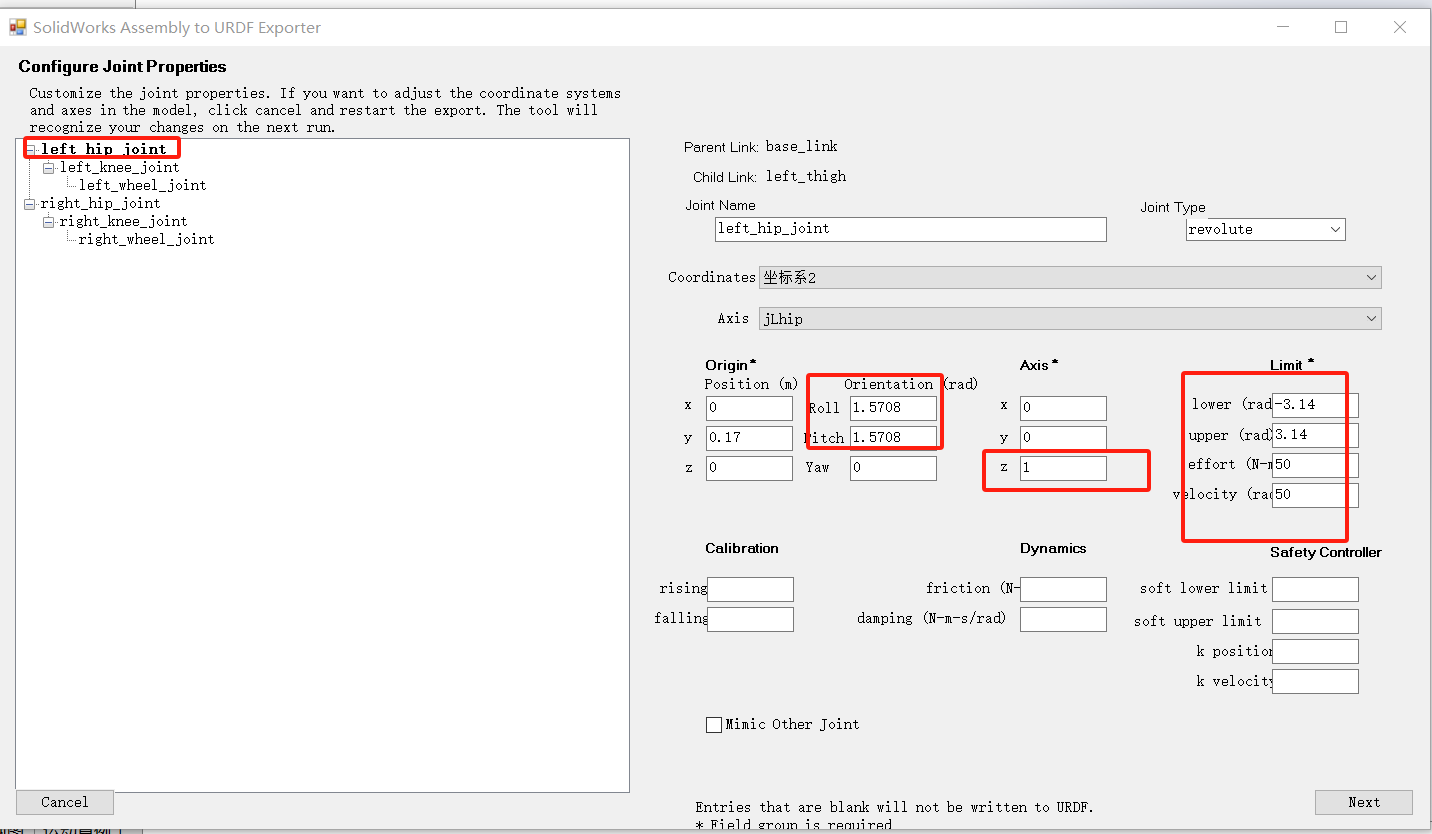 SolidWorks Assembly to URDF Exporter
Configure Joint Properties
Customize the joint properties. If you want to adjust the coordinate systems
and axes in the model, click cancel and restart the export. The tool will
recognize your changes on the next run.
left_hip_joint
left_knee_joint
left_wheel_joint
right_hip_joint
right_knee_joint
right_wheel_joint
Parent Link: base_link
Child Link: left_thigh
Joint Name
Joint Type
left_hip_joint
revolute
Coordinates 坐标系2
Axis jLhip
Origin* Axis* Limit *
Position (m) Orientation (rad)
x 0 Roll 1.5708 x 0 lower (rad -3.14
y 0.17 Pitch 1.5708 y 0 upper (rad) 3.14
z 0 Yaw 0 z 1 effort (N-m 50
velocity (rad 50
Calibration Dynamics Safety Controller
rising friction (N- soft lower limit
falling damping (N-m-s/rad) soft upper limit
k position
k velocity
Mimic Other Joint
Cancel
Next
Entries that are blank will not be written to URDF.
* Field group is required